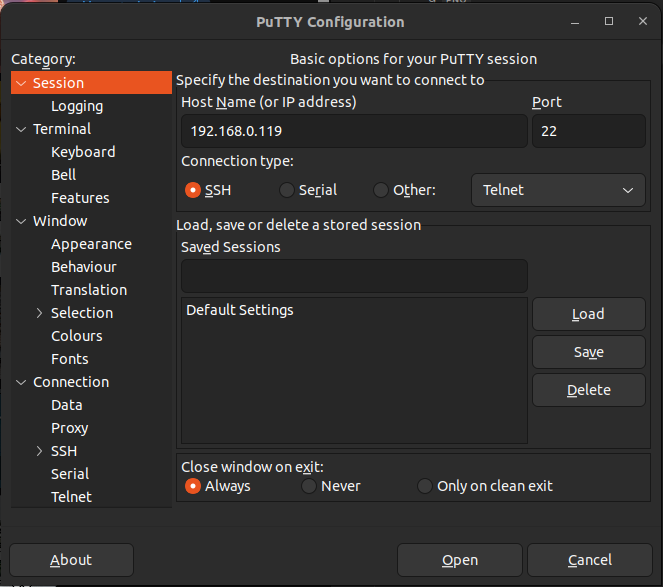 PuTTY Configuration
Category:
Session
Logging
Terminal
Keyboard
Bell
Features
Window
Appearance
Behaviour
Translation
Selection
Colours
Fonts
Connection
Data
Proxy
SSH
Serial
Telnet
Basic options for your PuTTY session
Specify the destination you want to connect to
Host Name (or IP address) Port
192.168.0.119 22
Connection type:
SSH Serial Other: Telnet
Load, save or delete a stored session
Saved Sessions
Default Settings
Load
Save
Delete
Close window on exit:
Always Never Only on clean exit
About Open Cancel